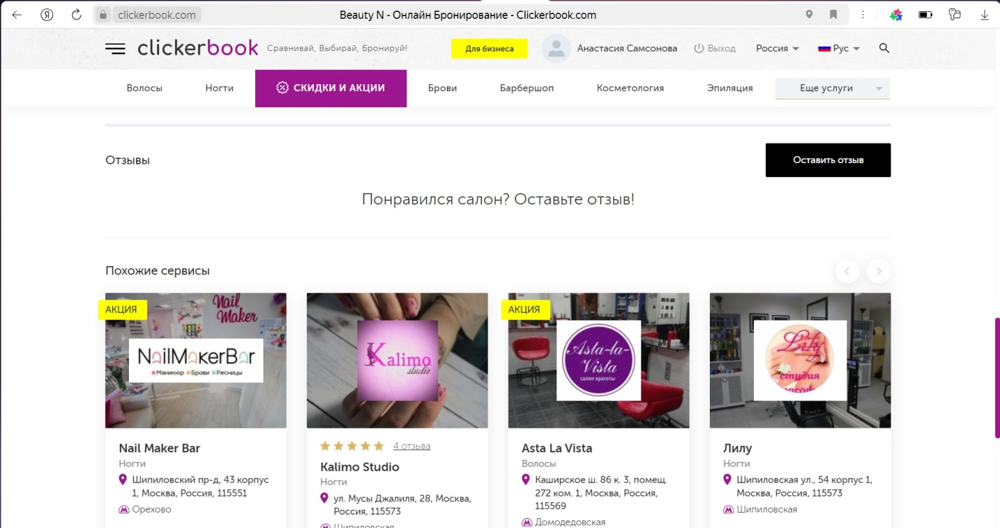 clickerbook.com
Beauty N - Онлайн Бронирование - Clickerbook.com
clickerbook
Сравнивай, Выбирай, Бронируй!
Для бизнеса
Анастасия Самсонова
Выход
Россия
Рус
Волосы
Ногти
СКИДКИ И АКЦИИ
Брови
Барбершоп
Косметология
Эпиляция
Еще услуги
Отзывы
Оставить отзыв
Понравился салон? Оставьте отзыв!
Похожие сервисы
АКЦИЯ
Nail
Maker
NailMakerBar
Маникюр Брови Ресницы
Nail Maker Bar
Ногти
Шипиловский пр-д, 43 корпус
1, Москва, Россия, 115551
Орехово
Kalimo
studio
4 отзыва
Kalimo Studio
Ногти
ул. Мусы Джалиля, 28, Москва,
Россия, 115573
Шипиловская
АКЦИЯ
Asta-la-
Vista
салон красоты
Asta La Vista
Волосы
Каширское ш. 86 к. 3, помещ.
272 ком. 1, Москва, Россия,
115569
Домодедовская
Lily
студия
Лилу
Ногти
Шипиловская ул., 54 корпус 1,
Москва, Россия, 115573
Шипиловская